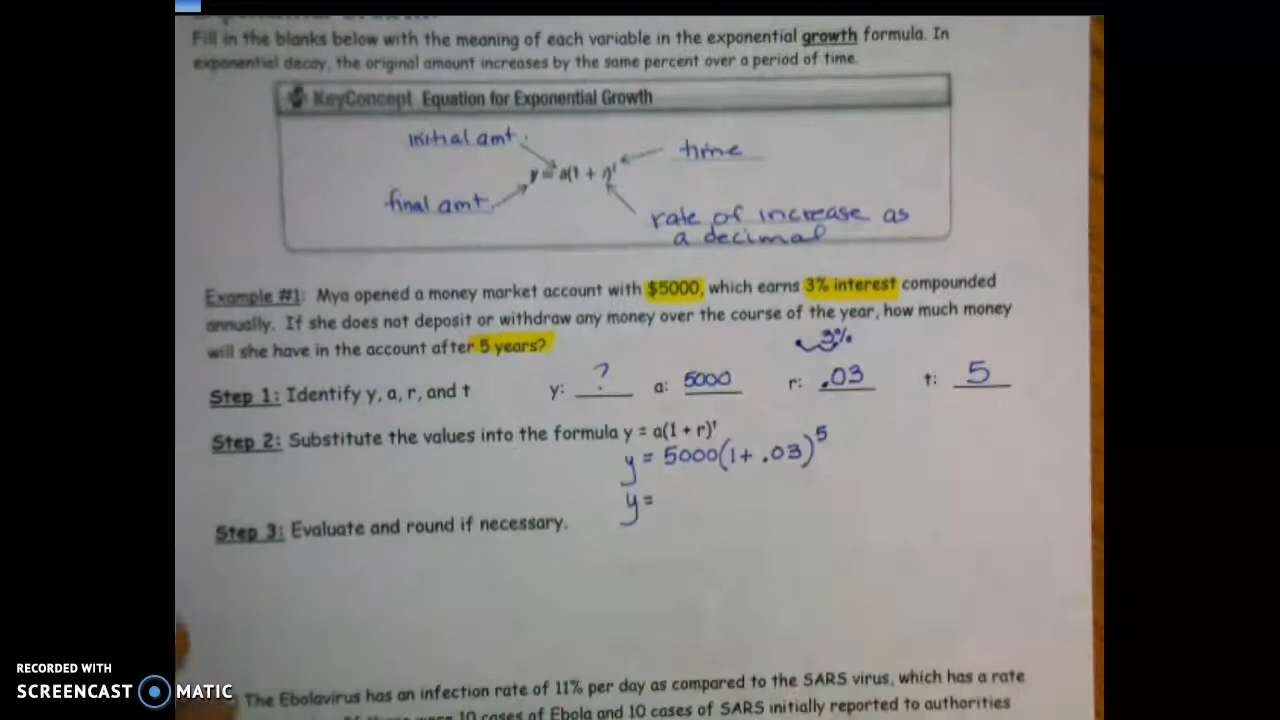 Fill in the blanks below with the meaning of each variable in the exponential growth formula. In
exponential decay, the original amount increases by the same percent over a period of time.
KeyConcept Equation for Exponential Growth
initial amt.
time
y = a(1 + r)ᵗ
final amt
rate of increase as
a decimal
Example #1: Mya opened a money market account with $5000, which earns 3% interest compounded
annually. If she does not deposit or withdraw any money over the course of the year, how much money
will she have in the account after 5 years?
3%
Step 1: Identify y, a, r, and t y: ? a: 5000 r: .03 t: 5
Step 2: Substitute the values into the formula y = a(1 + r)ᵗ
y = 5000(1 + .03)⁵
y =
Step 3: Evaluate and round if necessary.
The Ebolavirus has an infection rate of 11% per day as compared to the SARS virus, which has a rate
10 cases of Ebola and 10 cases of SARS initially reported to authorities
RECORDED WITH
SCREENCAST MATIC